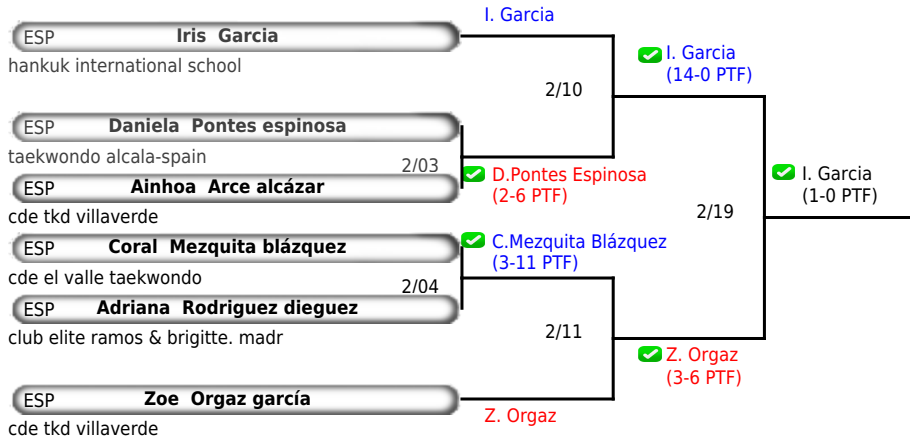 I. Garcia
ESP Iris Garcia
hankuk international school
I. Garcia
(14-0 PTF)
2/10
ESP Daniela Pontes espinosa
taekwondo alcala-spain
2/03
D.Pontes Espinosa
(2-6 PTF)
ESP Ainhoa Arce alcázar
cde tkd villaverde
I. Garcia
(1-0 PTF)
2/19
ESP Coral Mezquita blázquez
cde el valle taekwondo
C.Mezquita Blázquez
(3-11 PTF)
2/04
ESP Adriana Rodriguez dieguez
club elite ramos & brigitte. madr
2/11
Z. Orgaz
(3-6 PTF)
ESP Zoe Orgaz garcía
cde tkd villaverde
Z. Orgaz